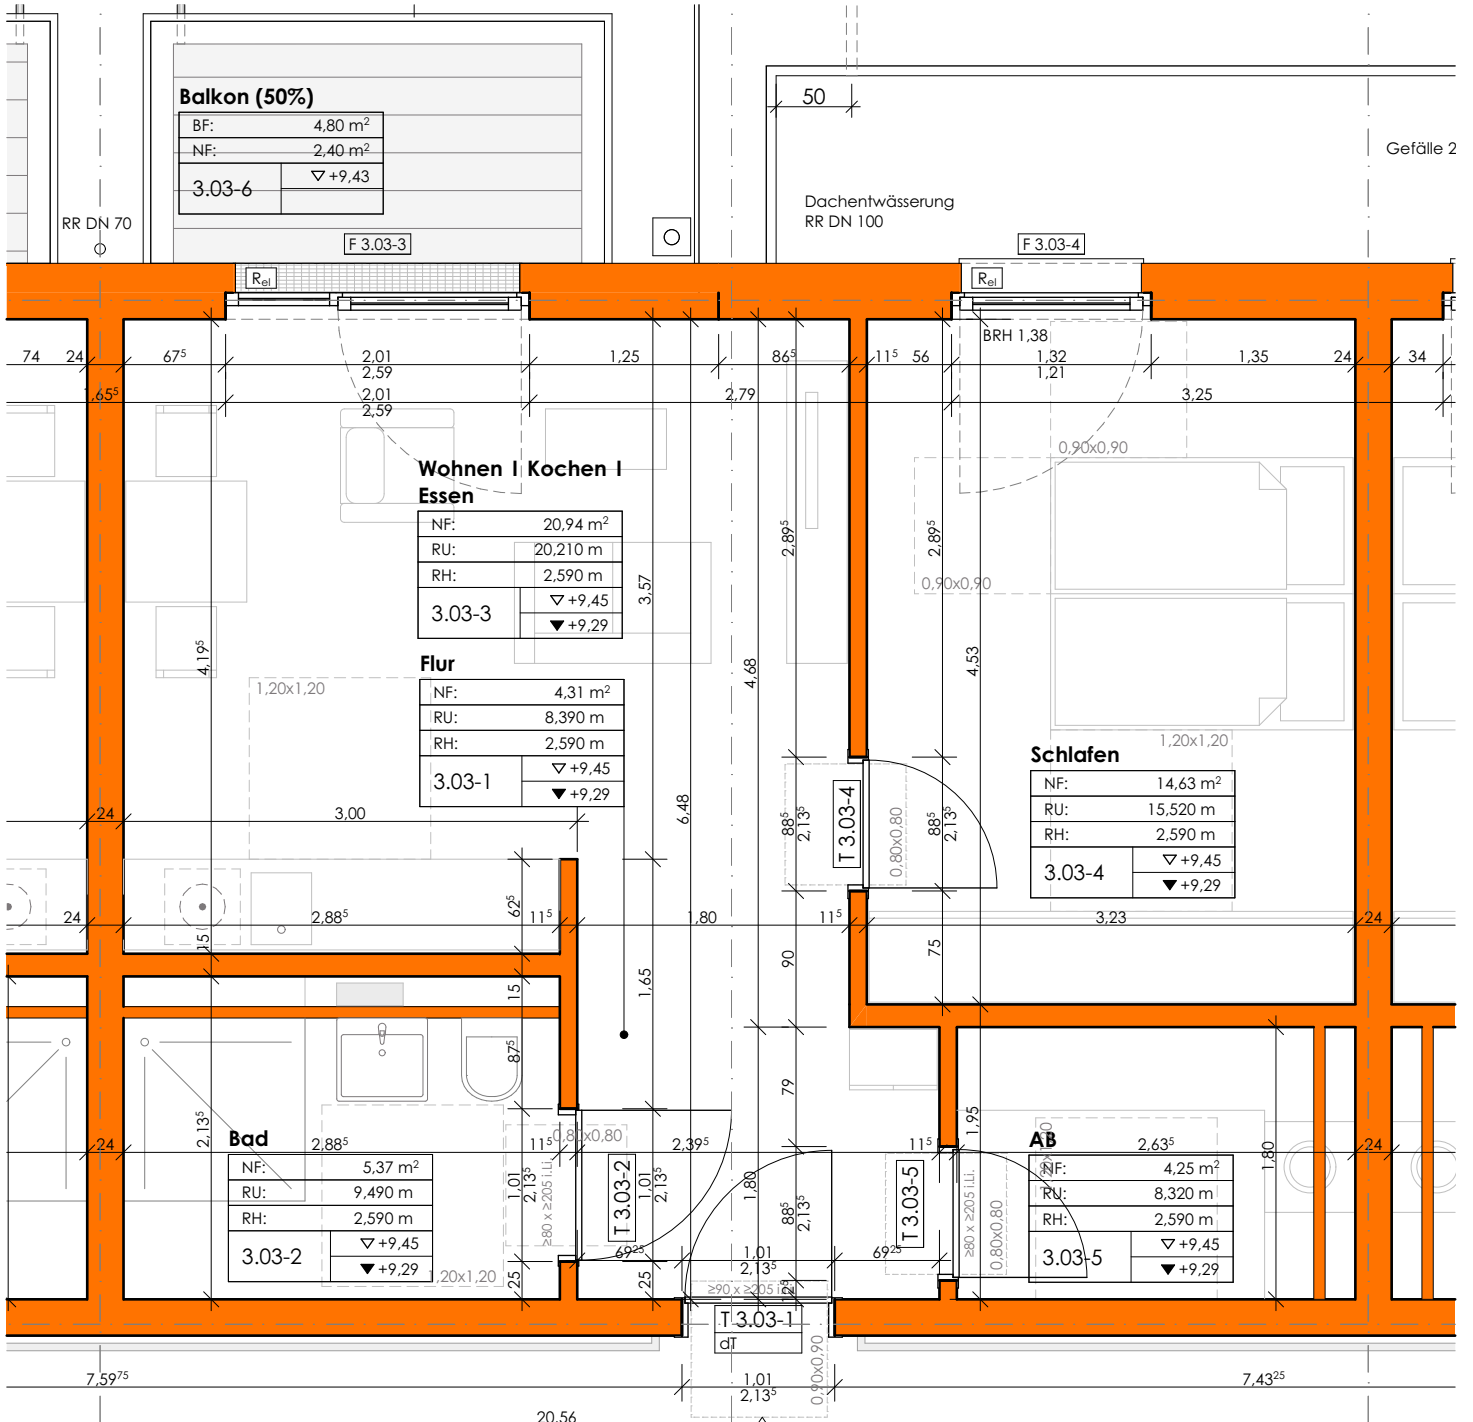 Balkon (50%)
BF: 4,80 m²
NF: 2,40 m²
3.03-6 ▽ +9,43
50
Gefälle 2
Dachentwässerung
RR DN 100
RR DN 70
F 3.03-3
F 3.03-4
Rel
Rel
BRH 1,38
74 24 67⁵ 2,01 1,25 86⁵ 11⁵ 56 1,32 1,35 24 34
2,59 1,21
,65⁵ 2,01 2,79 3,25
2,59
0,90x0,90
Wohnen I Kochen I
Essen
NF: 20,94 m²
RU: 20,210 m
RH: 2,590 m
3.03-3 ▽ +9,45
▼ +9,29
2,89⁵
2,89⁵
0,90x0,90
3,57
4,19⁵
4,68
4,53
Flur
NF: 4,31 m²
RU: 8,390 m
RH: 2,590 m
3.03-1 ▽ +9,45
▼ +9,29
1,20x1,20
1,20x1,20
Schlafen
NF: 14,63 m²
RU: 15,520 m
RH: 2,590 m
3.03-4 ▽ +9,45
▼ +9,29
24 3,00
6,48
88⁵
2,13⁵
T 3.03-4
0,80x0,80
88⁵
2,13⁵
24 2,88⁵ 11⁵ 1,80 11⁵ 3,23 24
62⁵
15
15
1,65
90
75
87⁵
79
2,13⁵
1,95
1,80
Bad
NF: 5,37 m²
RU: 9,490 m
RH: 2,590 m
3.03-2 ▽ +9,45
▼ +9,29
1,20x1,20
24 2,88⁵ 11⁵ 2,39⁵ 11⁵ 2,63⁵ 24
0,80x0,80
1,01
2,13⁵
≥80 x ≥205 i.Li.
T 3.03-2
1,01
2,13⁵
1,80
88⁵
2,13⁵
T 3.03-5
≥80 x ≥205 i.Li.
0,80x0,80
AB
NF: 4,25 m²
RU: 8,320 m
RH: 2,590 m
3.03-5 ▽ +9,45
▼ +9,29
69²⁵ 1,01 69²⁵
2,13⁵
25
25
≥90 x ≥205
T 3.03-1
dT
0,90x0,90
7,59⁷⁵ 1,01 7,43²⁵
2,13⁵
20,56